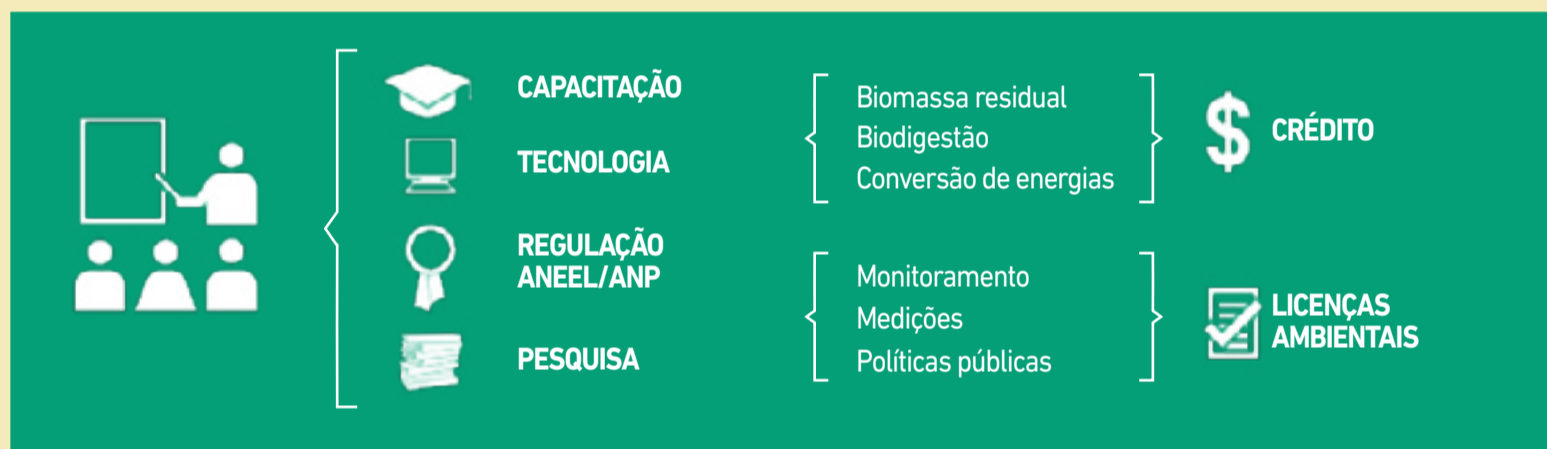 CAPACITAÇÃO
TECNOLOGIA
REGULAÇÃO
ANEEL/ANP
PESQUISA
Biomassa residual
Biodigestão
Conversão de energias
Monitoramento
Medições
Políticas públicas
$ CRÉDITO
LICENÇAS
AMBIENTAIS